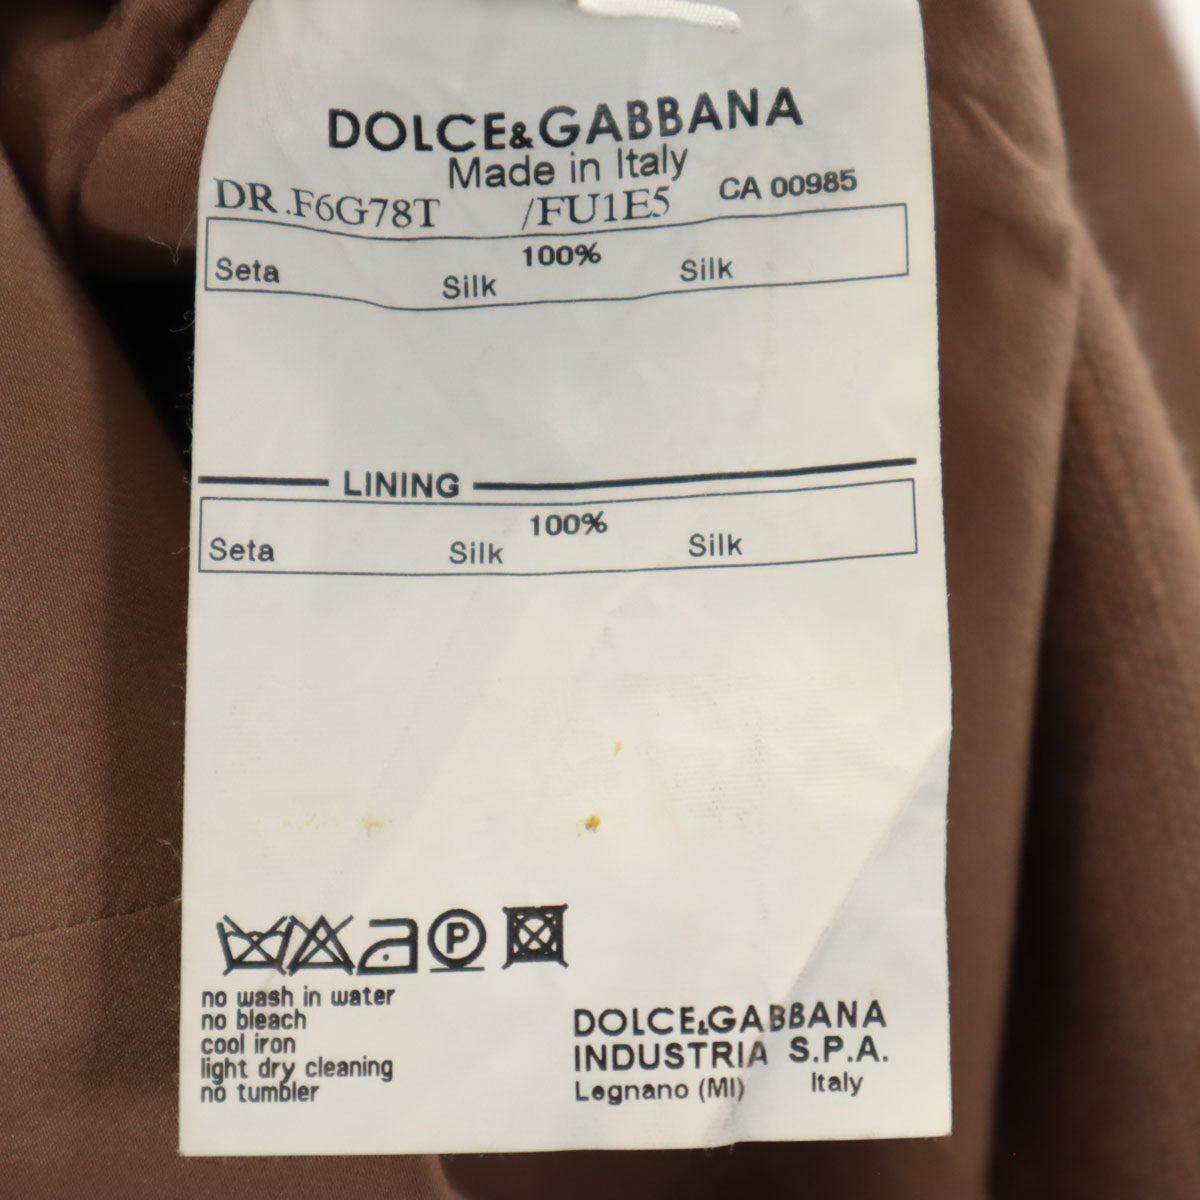 DOLCE&GABBANA
Made in Italy
DR.F6G78T /FU1E5 CA 00985
100%
Seta Silk Silk
LINING
100%
Seta Silk Silk
P
no wash in water
no bleach
cool iron
light dry cleaning
no tumbler
DOLCE&GABBANA
INDUSTRIA S.P.A.
Legnano (MI) Italy